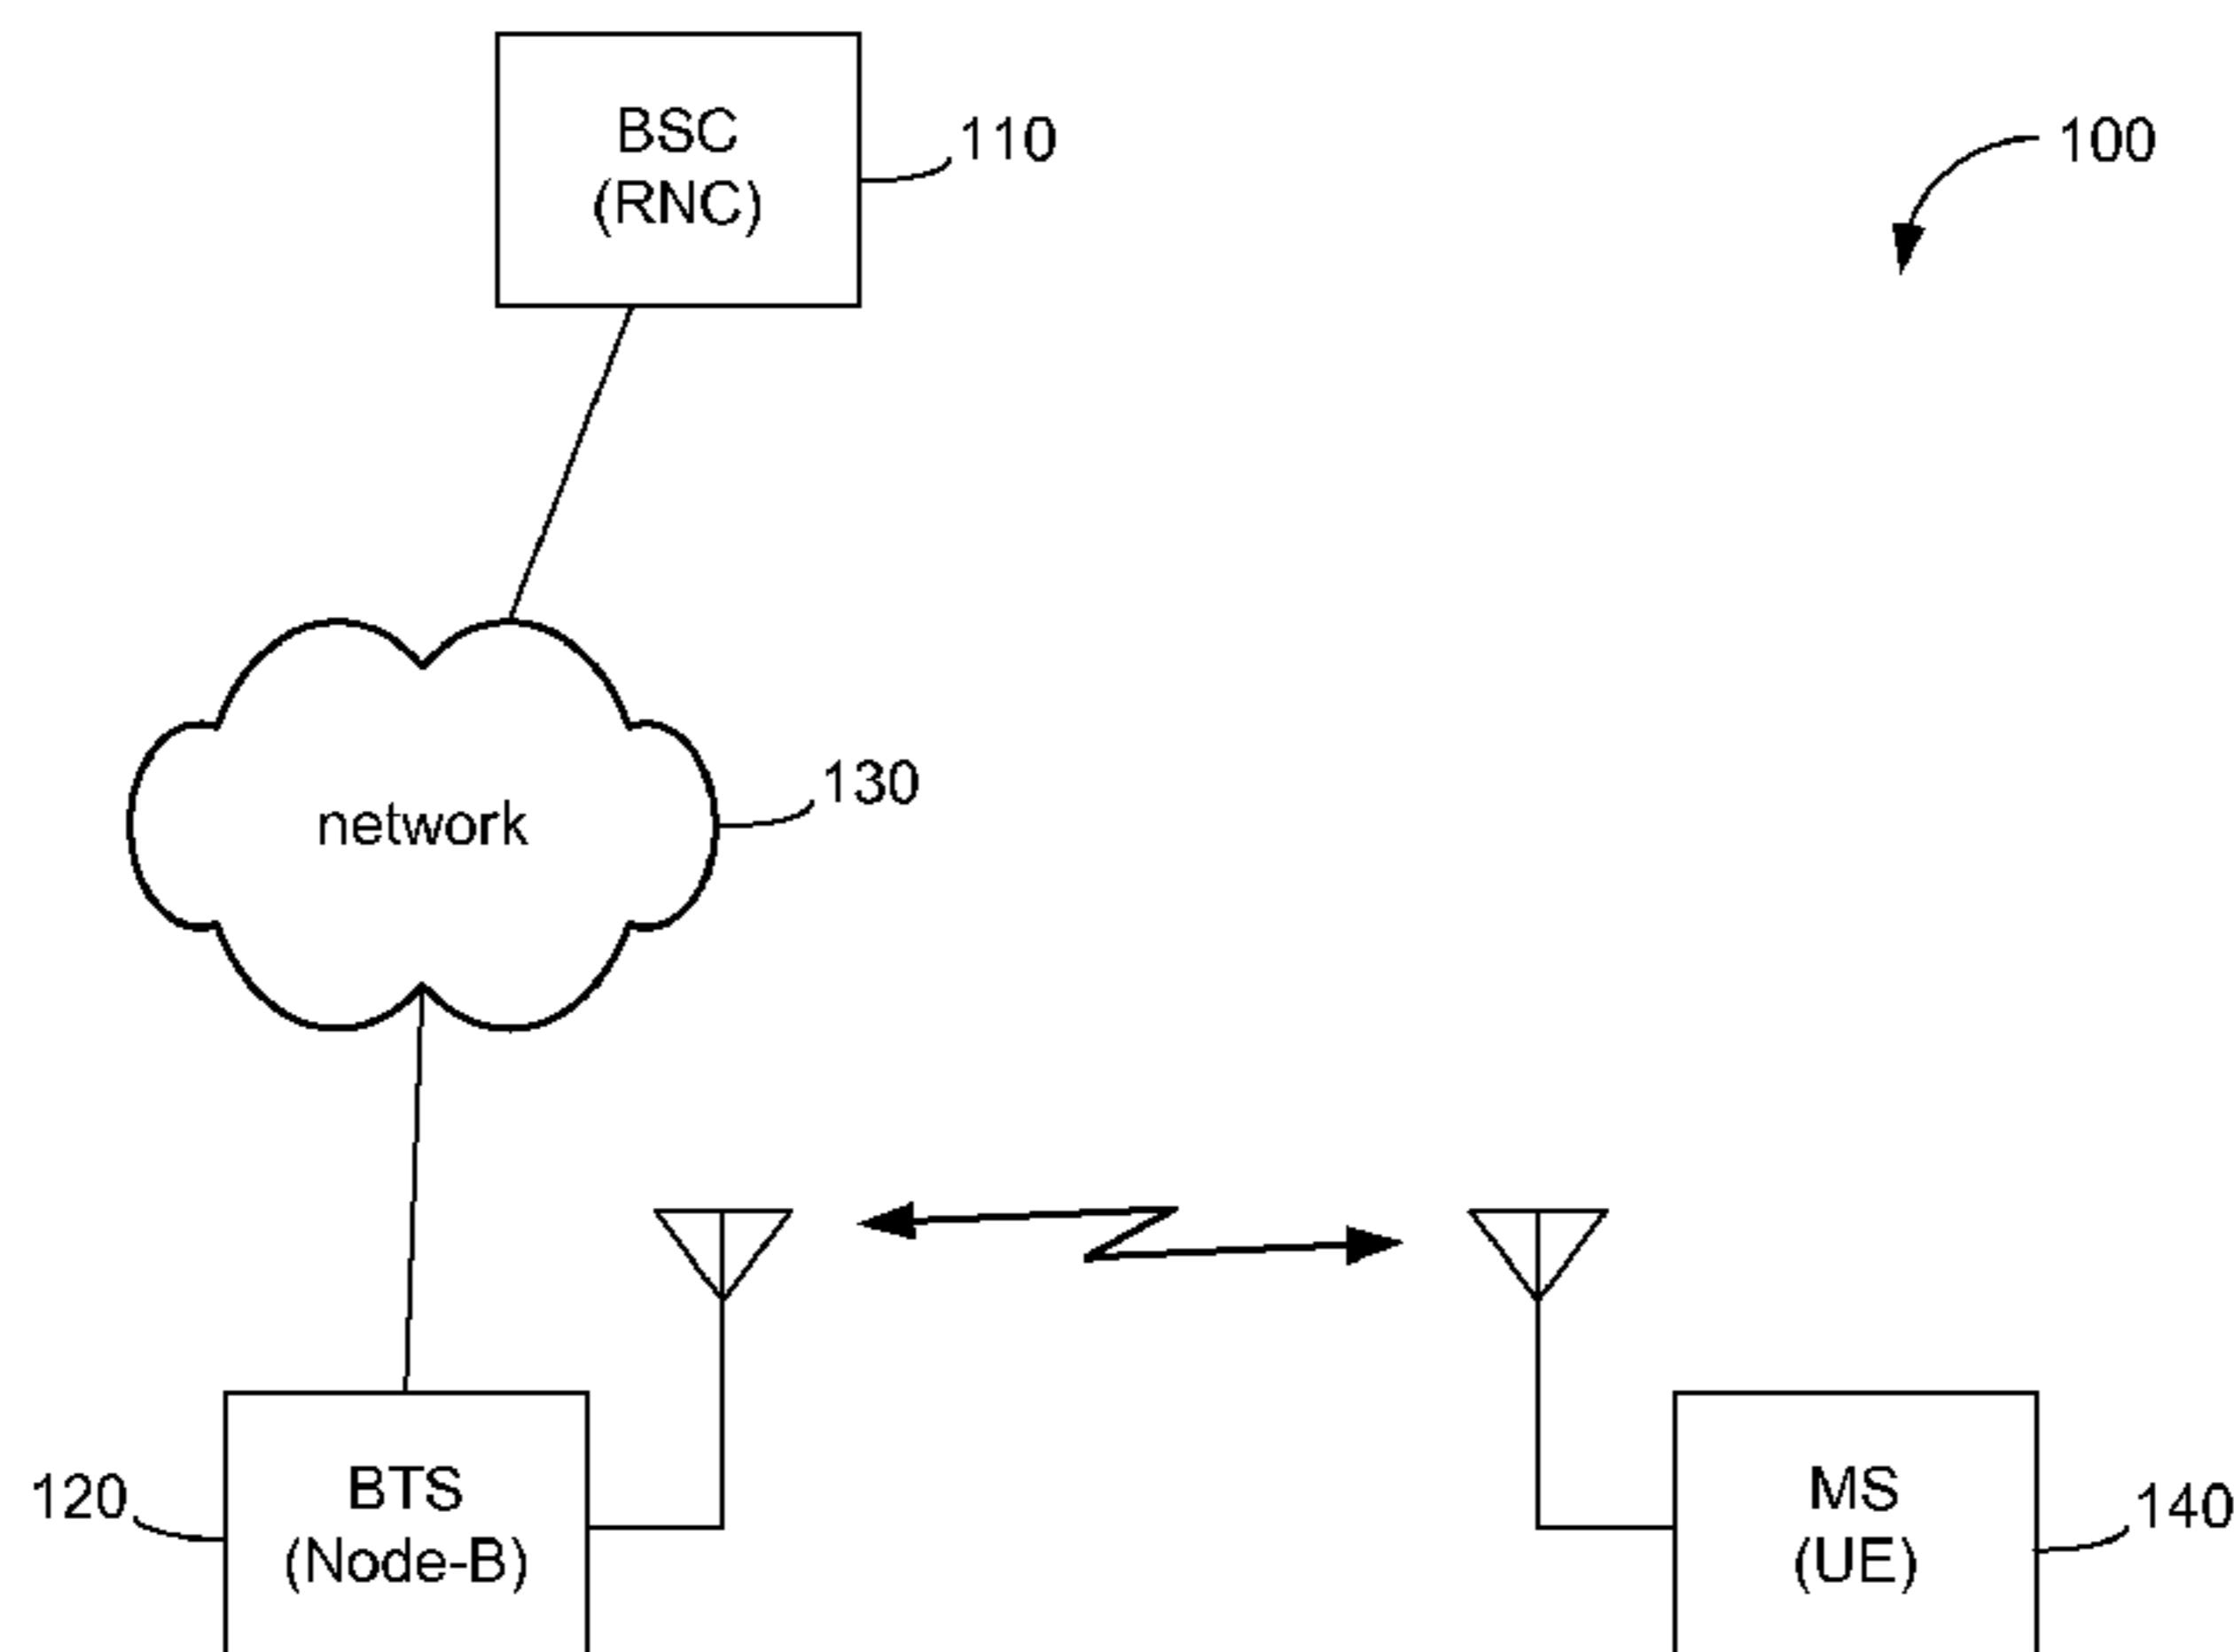 BSC
(RNC)
110
100
network
130
120
BTS
(Node-B)
MS
(UE)
140